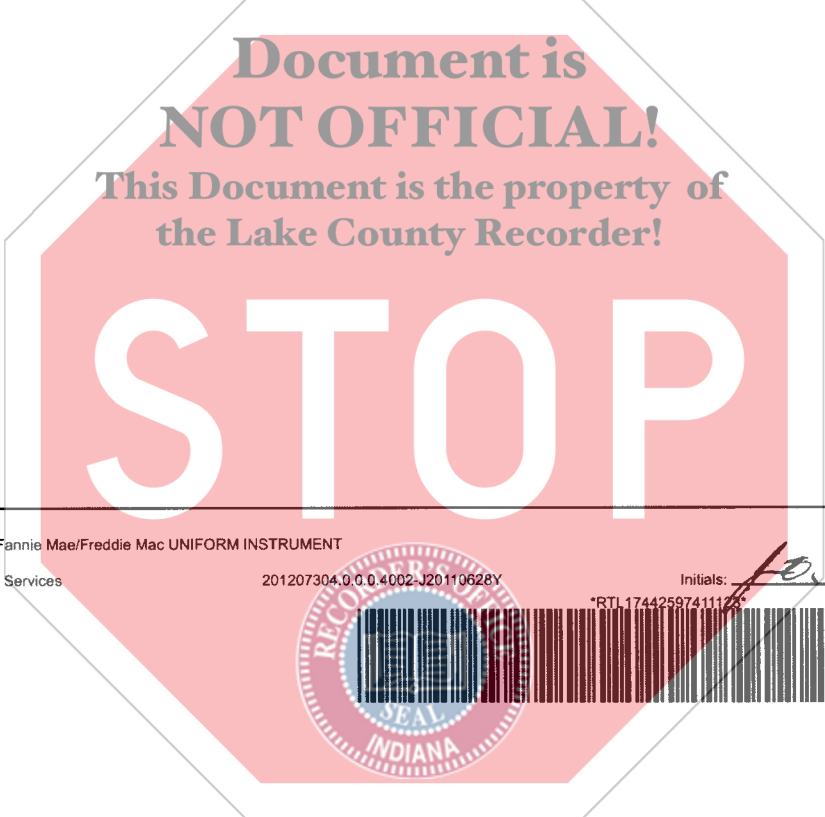 Document is
NOT OFFICIAL!
This Document is the property of
the Lake County Recorder!
STOP
Fannie Mae/Freddie Mac UNIFORM INSTRUMENT
Services
201207304.0.0.0.4002-J20110628Y
Initials:
*RTL17442597411123*
RECORDER'S OFFICE
SEAL
INDIANA